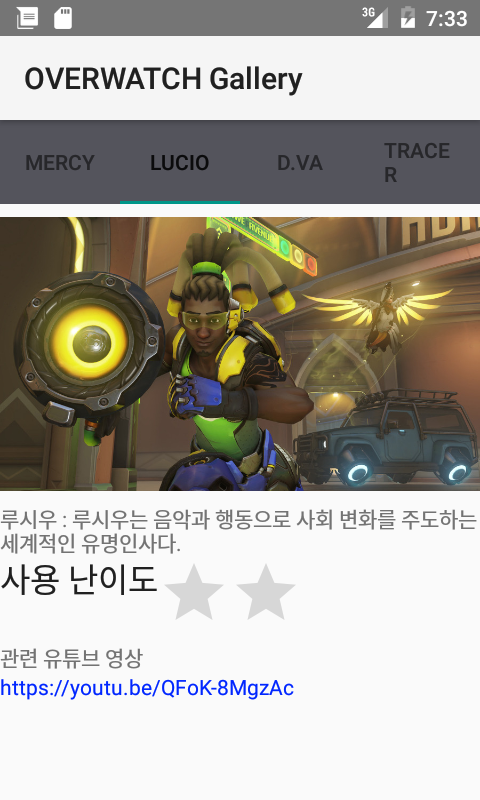 3G 7:33
OVERWATCH Gallery
MERCY LUCIO D.VA TRACE
R
루시우 : 루시우는 음악과 행동으로 사회 변화를 주도하는
세계적인 유명인사다.
사용 난이도
관련 유튜브 영상
https://youtu.be/QFoK-8MgzAc